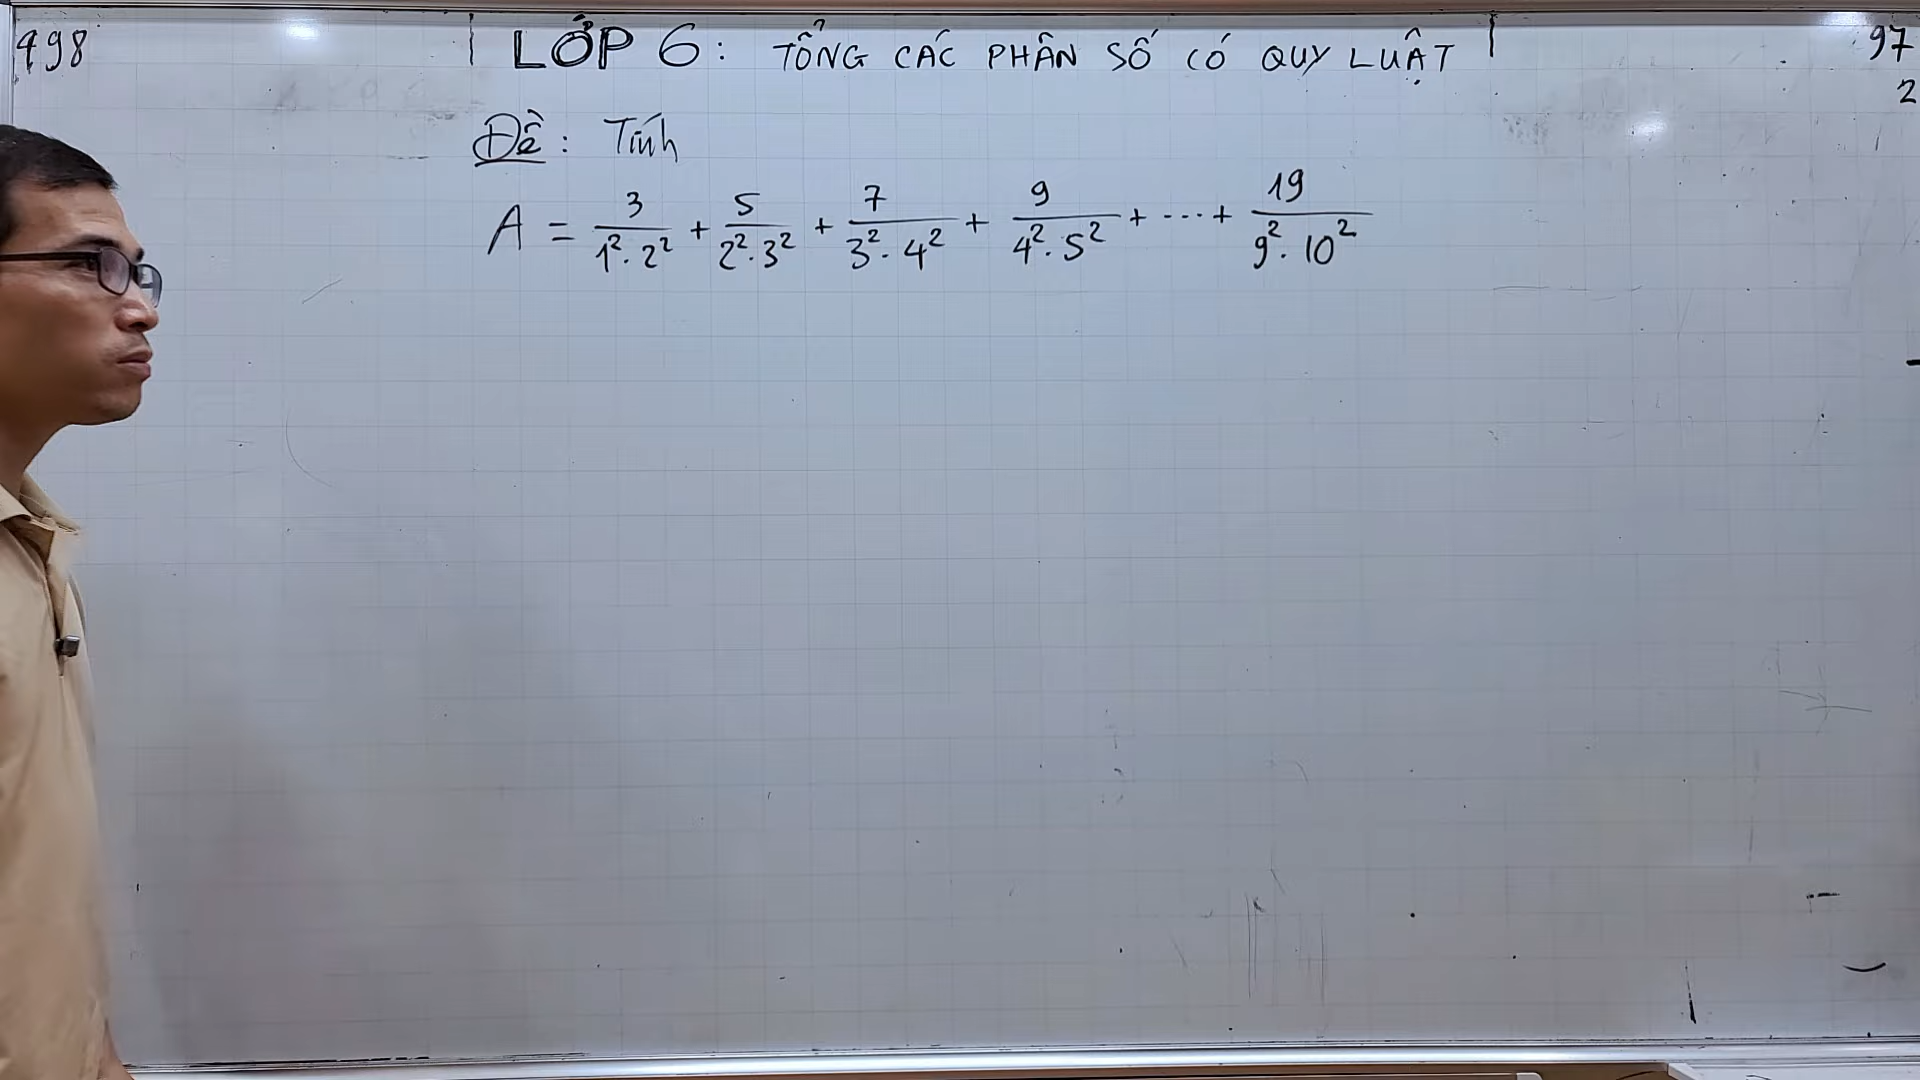 998
LỚP 6: TỔNG CÁC PHÂN SỐ CÓ QUY LUẬT
97
2
Đề: Tính
A = 3/(1².2²) + 5/(2².3²) + 7/(3².4²) + 9/(4².5²) + ... + 19/(9².10²)